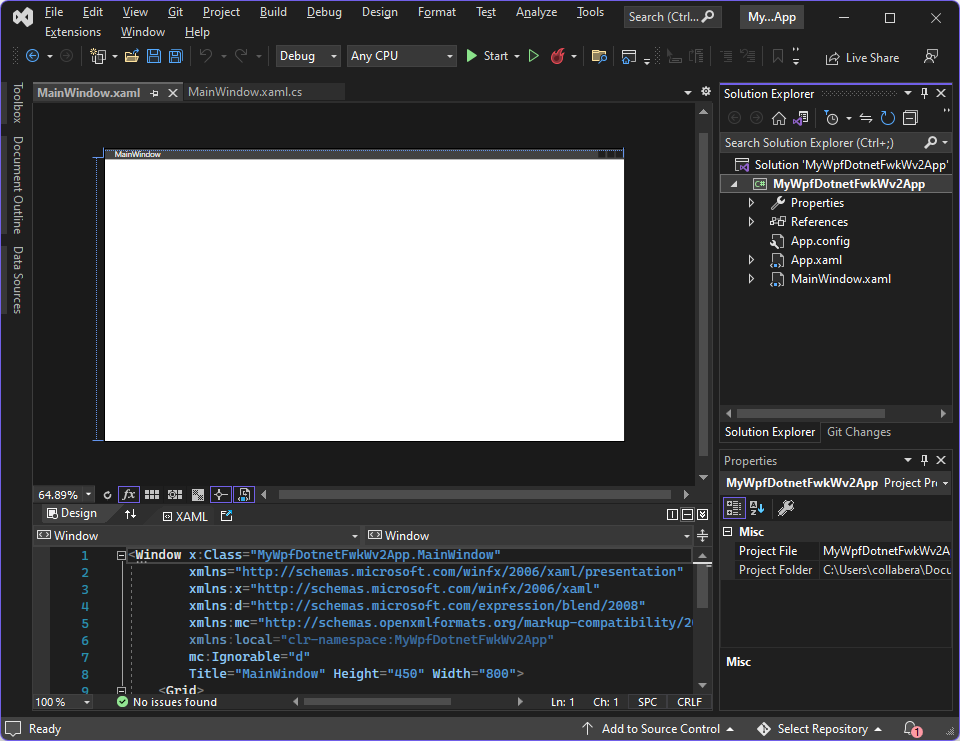 File Edit View Git Project Build Debug Design Format Test Analyze Tools Search (Ctrl... My...App
Extensions Window Help
Debug Any CPU Start Live Share
Toolbox
Document Outline
Data Sources
MainWindow.xaml MainWindow.xaml.cs
MainWindow
64.89%
Design XAML
Window Window
1 <Window x:Class="MyWpfDotnetFwkWv2App.MainWindow"
2 xmlns="http://schemas.microsoft.com/winfx/2006/xaml/presentation"
3 xmlns:x="http://schemas.microsoft.com/winfx/2006/xaml"
4 xmlns:d="http://schemas.microsoft.com/expression/blend/2008"
5 xmlns:mc="http://schemas.openxmlformats.org/markup-compatibility/20
6 xmlns:local="clr-namespace:MyWpfDotnetFwkWv2App"
7 mc:Ignorable="d"
8 Title="MainWindow" Height="450" Width="800">
9 <Grid>
100 % No issues found Ln: 1 Ch: 1 SPC CRLF
Solution Explorer
Search Solution Explorer (Ctrl+;)
Solution 'MyWpfDotnetFwkWv2App'
C# MyWpfDotnetFwkWv2App
Properties
References
App.config
App.xaml
MainWindow.xaml
Solution Explorer Git Changes
Properties
MyWpfDotnetFwkWv2App Project Pr
Misc
Project File MyWpfDotnetFwkWv2A
Project Folder C:\Users\collabera\Docu
Misc
Ready Add to Source Control Select Repository 1